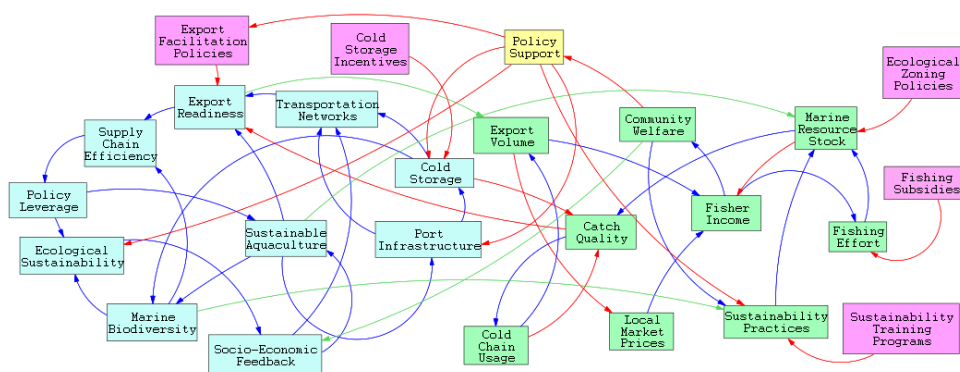 Export
Facilitation
Policies
Cold
Storage
Incentives
Policy
Support
Ecological
Zoning
Policies
Export
Readiness
Transportation
Networks
Supply
Chain
Efficiency
Export
Volume
Community
Welfare
Marine
Resource
Stock
Cold
Storage
Policy
Leverage
Fishing
Subsidies
Fisher
Income
Ecological
Sustainability
Sustainable
Aquaculture
Port
Infrastructure
Catch
Quality
Fishing
Effort
Marine
Biodiversity
Socio-Economic
Feedback
Cold
Chain
Usage
Local
Market
Prices
Sustainability
Practices
Sustainability
Training
Programs